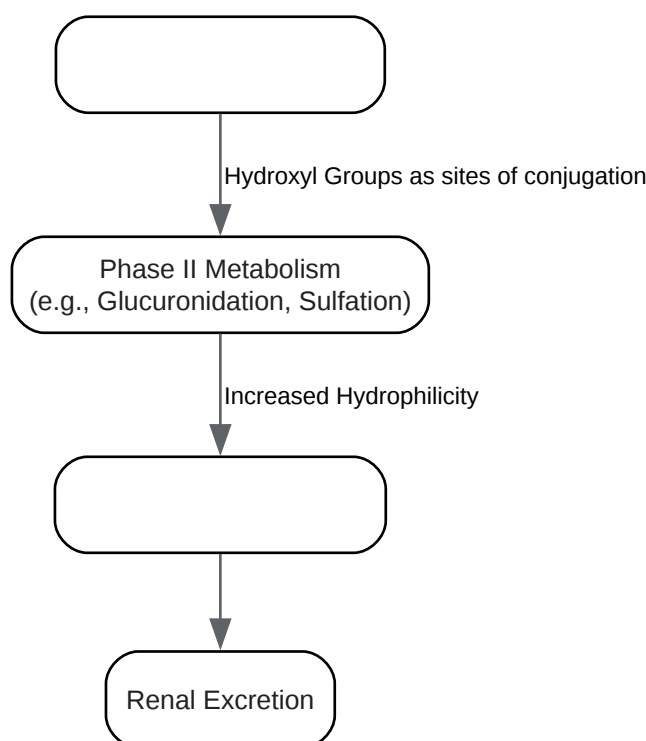 Hydroxyl Groups as sites of conjugation
Phase II Metabolism
(e.g., Glucuronidation, Sulfation)
Increased Hydrophilicity
Renal Excretion